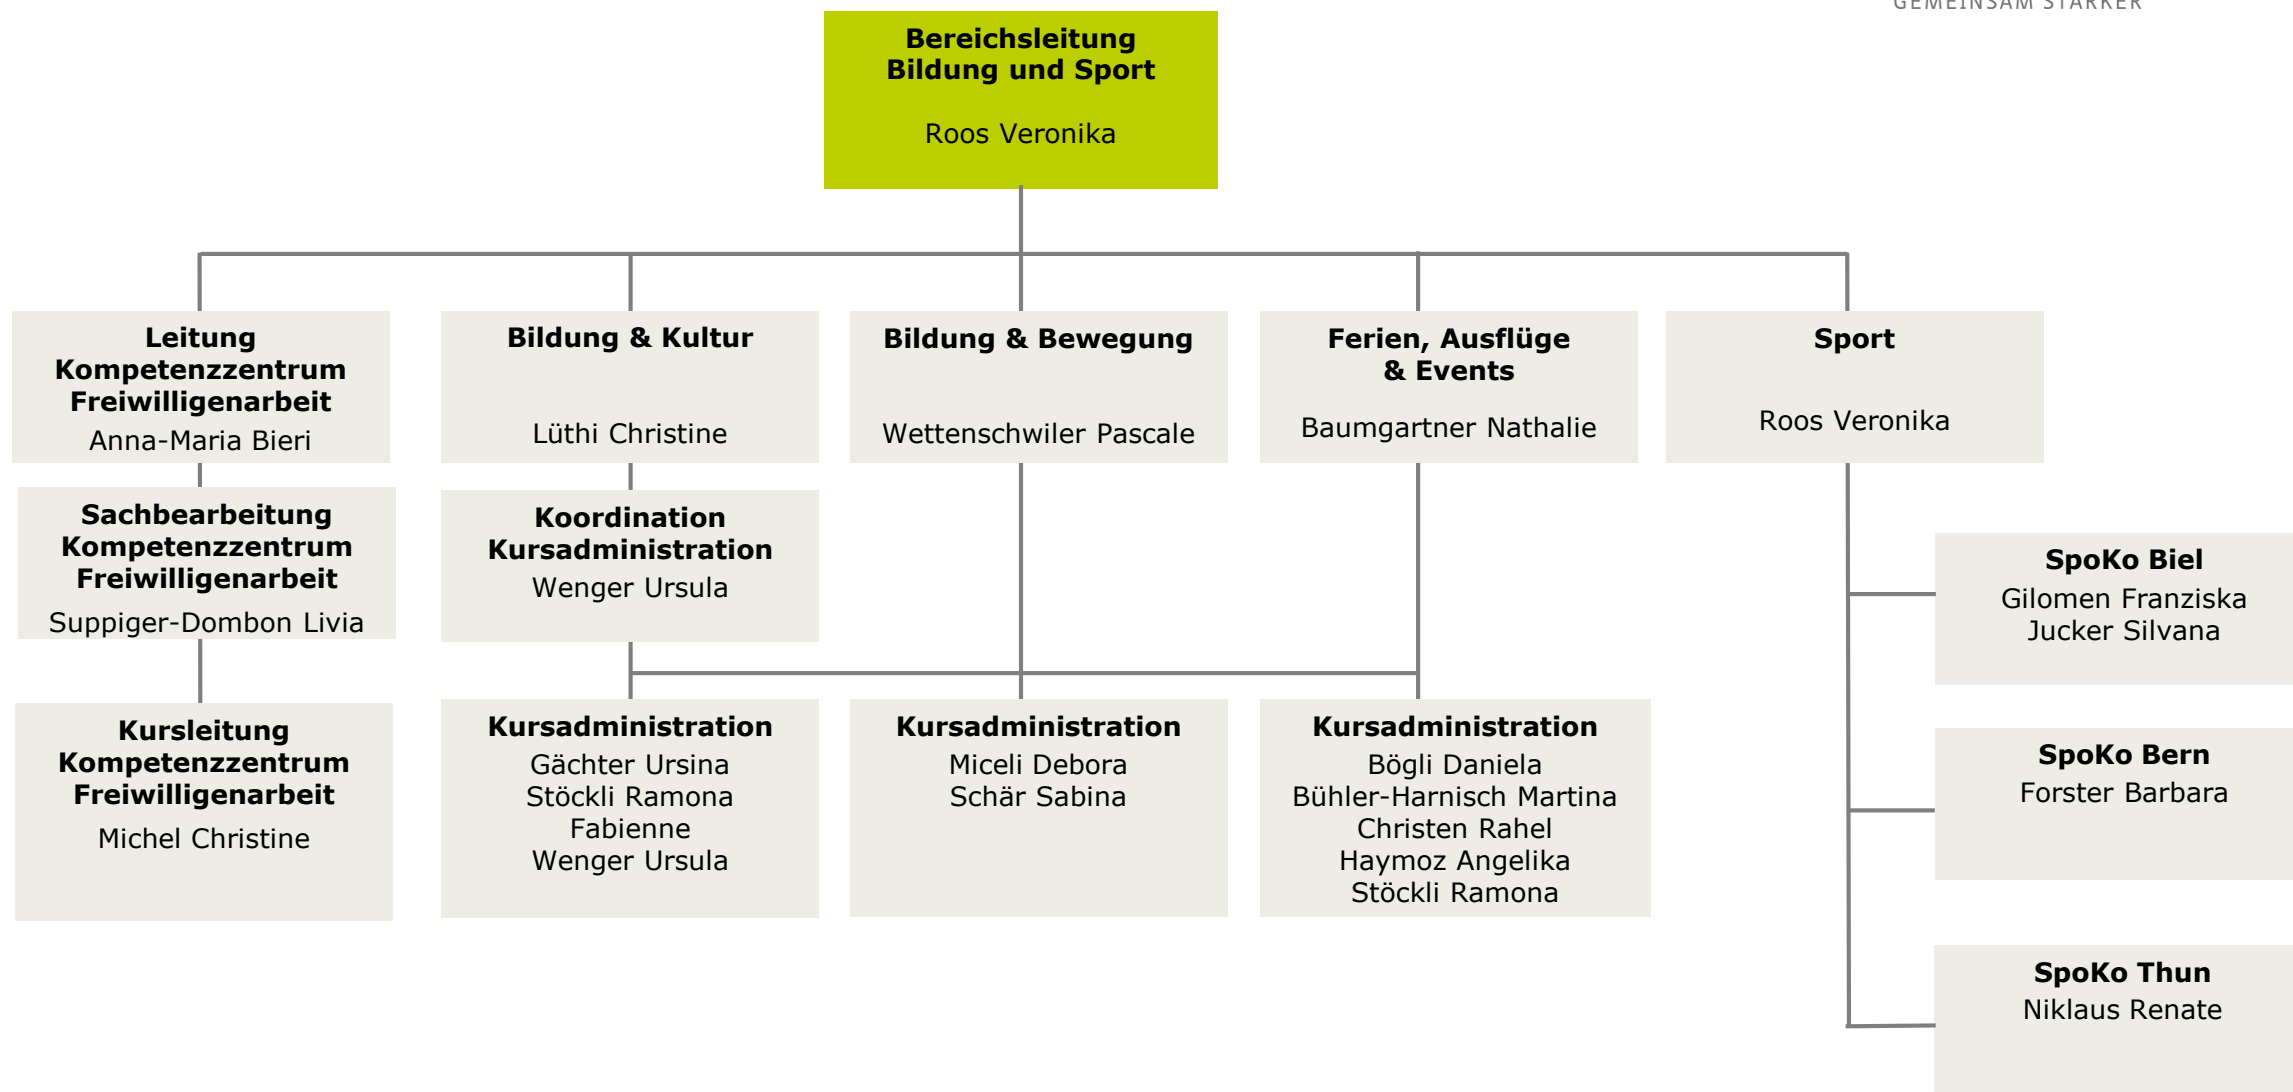 GEMEINSAM STÄRKER
Bereichsleitung
Bildung und Sport
Roos Veronika
Leitung
Kompetenzzentrum
Freiwilligenarbeit
Anna-Maria Bieri
Bildung & Kultur
Lüthi Christine
Bildung & Bewegung
Wettenschwiler Pascale
Ferien, Ausflüge
& Events
Baumgartner Nathalie
Sport
Roos Veronika
Sachbearbeitung
Kompetenzzentrum
Freiwilligenarbeit
Suppiger-Dombon Livia
Koordination
Kursadministration
Wenger Ursula
SpoKo Biel
Gilomen Franziska
Jucker Silvana
Kursleitung
Kompetenzzentrum
Freiwilligenarbeit
Michel Christine
Kursadministration
Gächter Ursina
Stöckli Ramona
Fabienne
Wenger Ursula
Kursadministration
Miceli Debora
Schär Sabina
Kursadministration
Bögli Daniela
Bühler-Harnisch Martina
Christen Rahel
Haymoz Angelika
Stöckli Ramona
SpoKo Bern
Forster Barbara
SpoKo Thun
Niklaus Renate